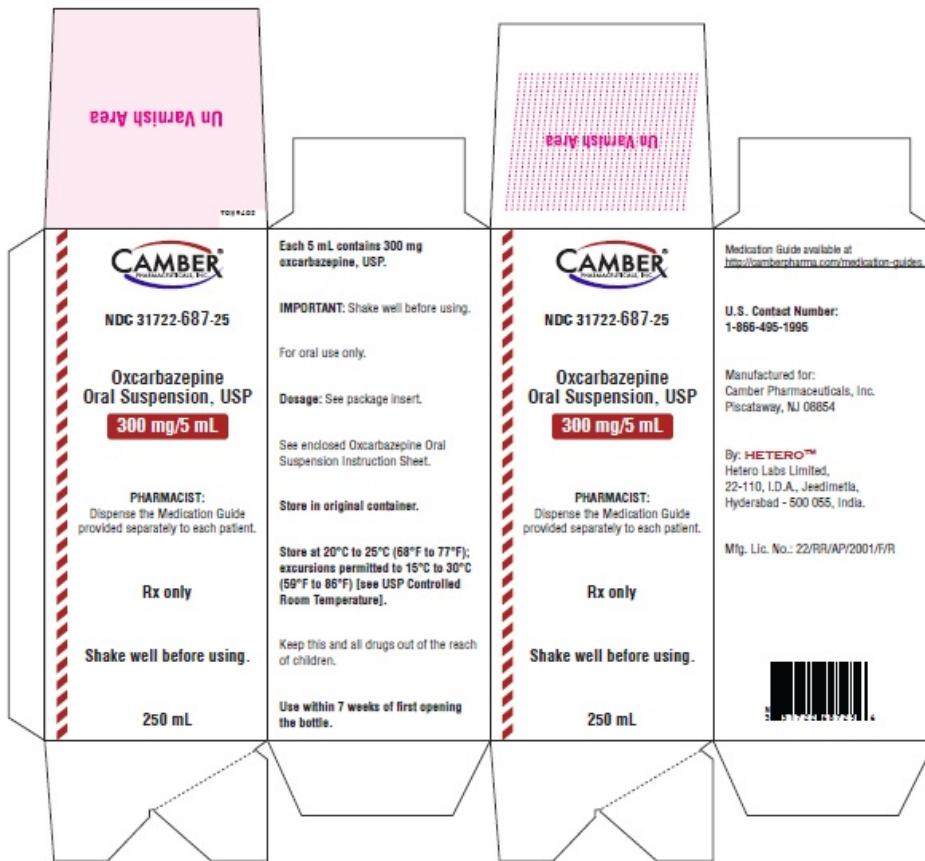 Un Varnish Area
Un Varnish Area
CAMBER®
PHARMACEUTICALS, INC.
NDC 31722-687-25
Oxcarbazepine
Oral Suspension, USP
300 mg/5 mL
PHARMACIST:
Dispense the Medication Guide
provided separately to each patient.
Rx only
Shake well before using.
250 mL
Each 5 mL contains 300 mg
oxcarbazepine, USP.
IMPORTANT: Shake well before using.
For oral use only.
Dosage: See package insert.
See enclosed Oxcarbazepine Oral
Suspension Instruction Sheet.
Store in original container.
Store at 20°C to 25°C (68°F to 77°F);
excursions permitted to 15°C to 30°C
(59°F to 86°F) [see USP Controlled
Room Temperature].
Keep this and all drugs out of the reach
of children.
Use within 7 weeks of first opening
the bottle.
CAMBER®
PHARMACEUTICALS, INC.
NDC 31722-687-25
Oxcarbazepine
Oral Suspension, USP
300 mg/5 mL
PHARMACIST:
Dispense the Medication Guide
provided separately to each patient.
Rx only
Shake well before using.
250 mL
Medication Guide available at
http://camberpharma.com/medication-guides.
U.S. Contact Number:
1-866-495-1995
Manufactured for:
Camber Pharmaceuticals, Inc.
Piscataway, NJ 08854
By: HETERO™
Hetero Labs Limited,
22-110, I.D.A., Jeedimetla,
Hyderabad - 500 055, India.
Mfg. Lic. No.: 22/RR/AP/2001/F/R